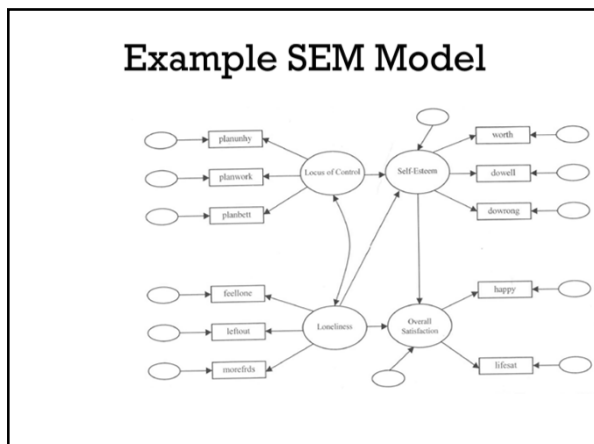 Example SEM Model
worth
planwork
Locus of Control
Self-Esteem
dowell
planbett
dowrong
feellone
happy
leftout
Loneliness
Overall
Satisfaction
morefrds
lifesat